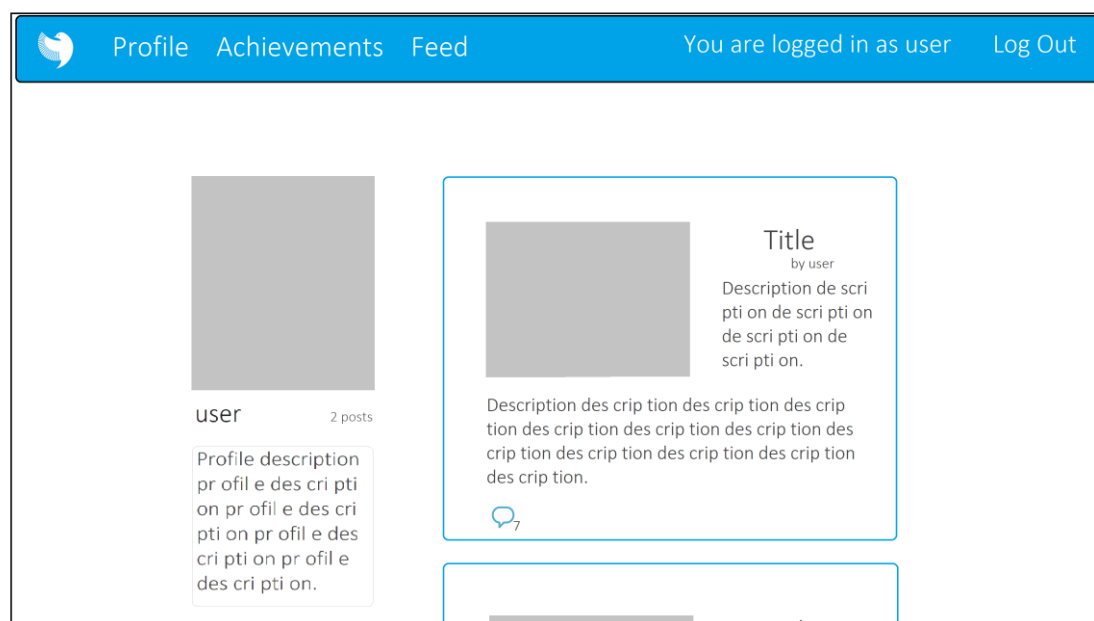 Profile Achievements Feed You are logged in as user Log Out
user 2 posts
Profile description
pr ofil e des cri pti
on pr ofil e des cri
pti on pr ofil e des
cri pti on pr ofil e
des cri pti on.
Title
by user
Description de scri
pti on de scri pti on
de scri pti on de
scri pti on.
Description des crip tion des crip tion des crip
tion des crip tion des crip tion des crip tion des
crip tion des crip tion des crip tion des crip tion
des crip tion.
7